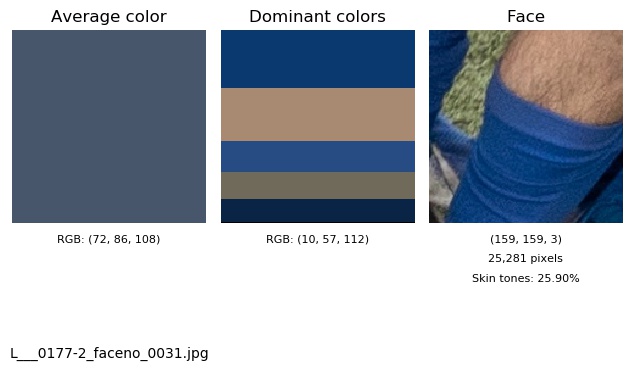 Average color
Dominant colors
Face
RGB: (72, 86, 108)
RGB: (10, 57, 112)
(159, 159, 3)
25,281 pixels
Skin tones: 25.90%
L___0177-2_faceno_0031.jpg